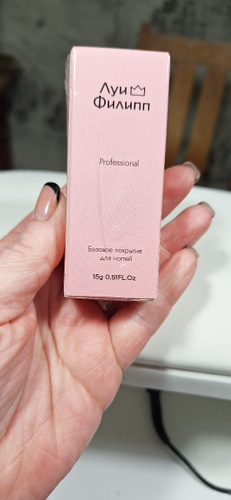 Луи
Филипп
Professional
Базовое покрытие
для ногтей
15g 0.51FL.Oz